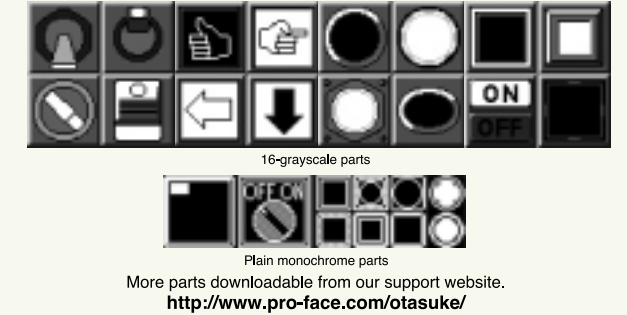 ON
OFF
16-grayscale parts
OFF ON
Plain monochrome parts
More parts downloadable from our support website.
http://www.pro-face.com/otasuke/